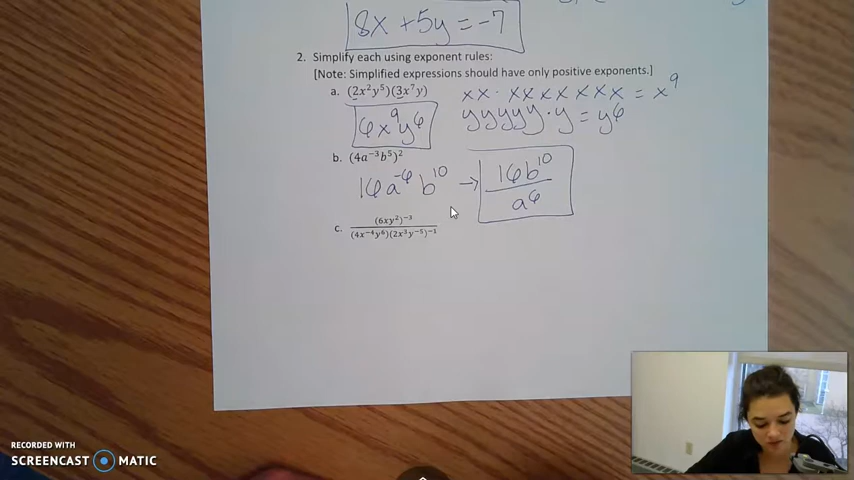 8x + 5y = -7
2. Simplify each using exponent rules:
[Note: Simplified expressions should have only positive exponents.]
a. (2x²y⁵)(3x⁷y)
xx · xxxxxxx = x⁹
6x⁹y⁶
yyyyy · y = y⁶
b. (4a⁻³b⁵)²
16a⁻⁶b¹⁰ → 16b¹⁰/a⁶
c. (6xy²)⁻³/(4x⁻⁴y⁶)(2x³y⁻⁵)⁻¹
RECORDED WITH
SCREENCAST MATIC